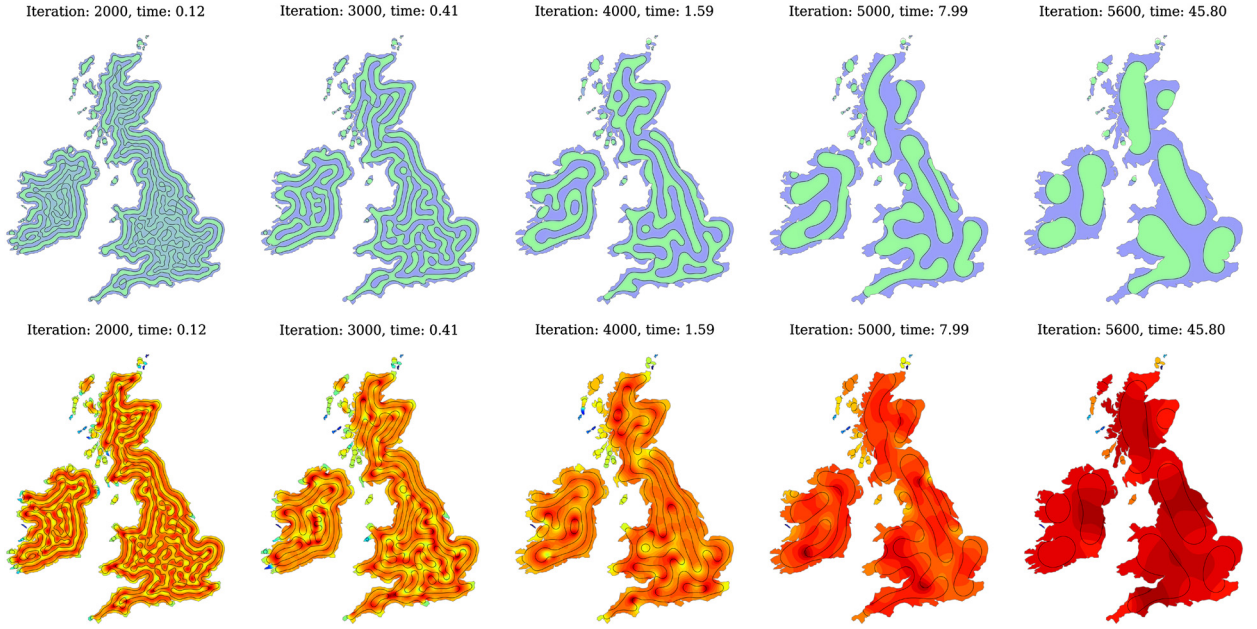 Iteration: 2000, time: 0.12
Iteration: 3000, time: 0.41
Iteration: 4000, time: 1.59
Iteration: 5000, time: 7.99
Iteration: 5600, time: 45.80
Iteration: 2000, time: 0.12
Iteration: 3000, time: 0.41
Iteration: 4000, time: 1.59
Iteration: 5000, time: 7.99
Iteration: 5600, time: 45.80